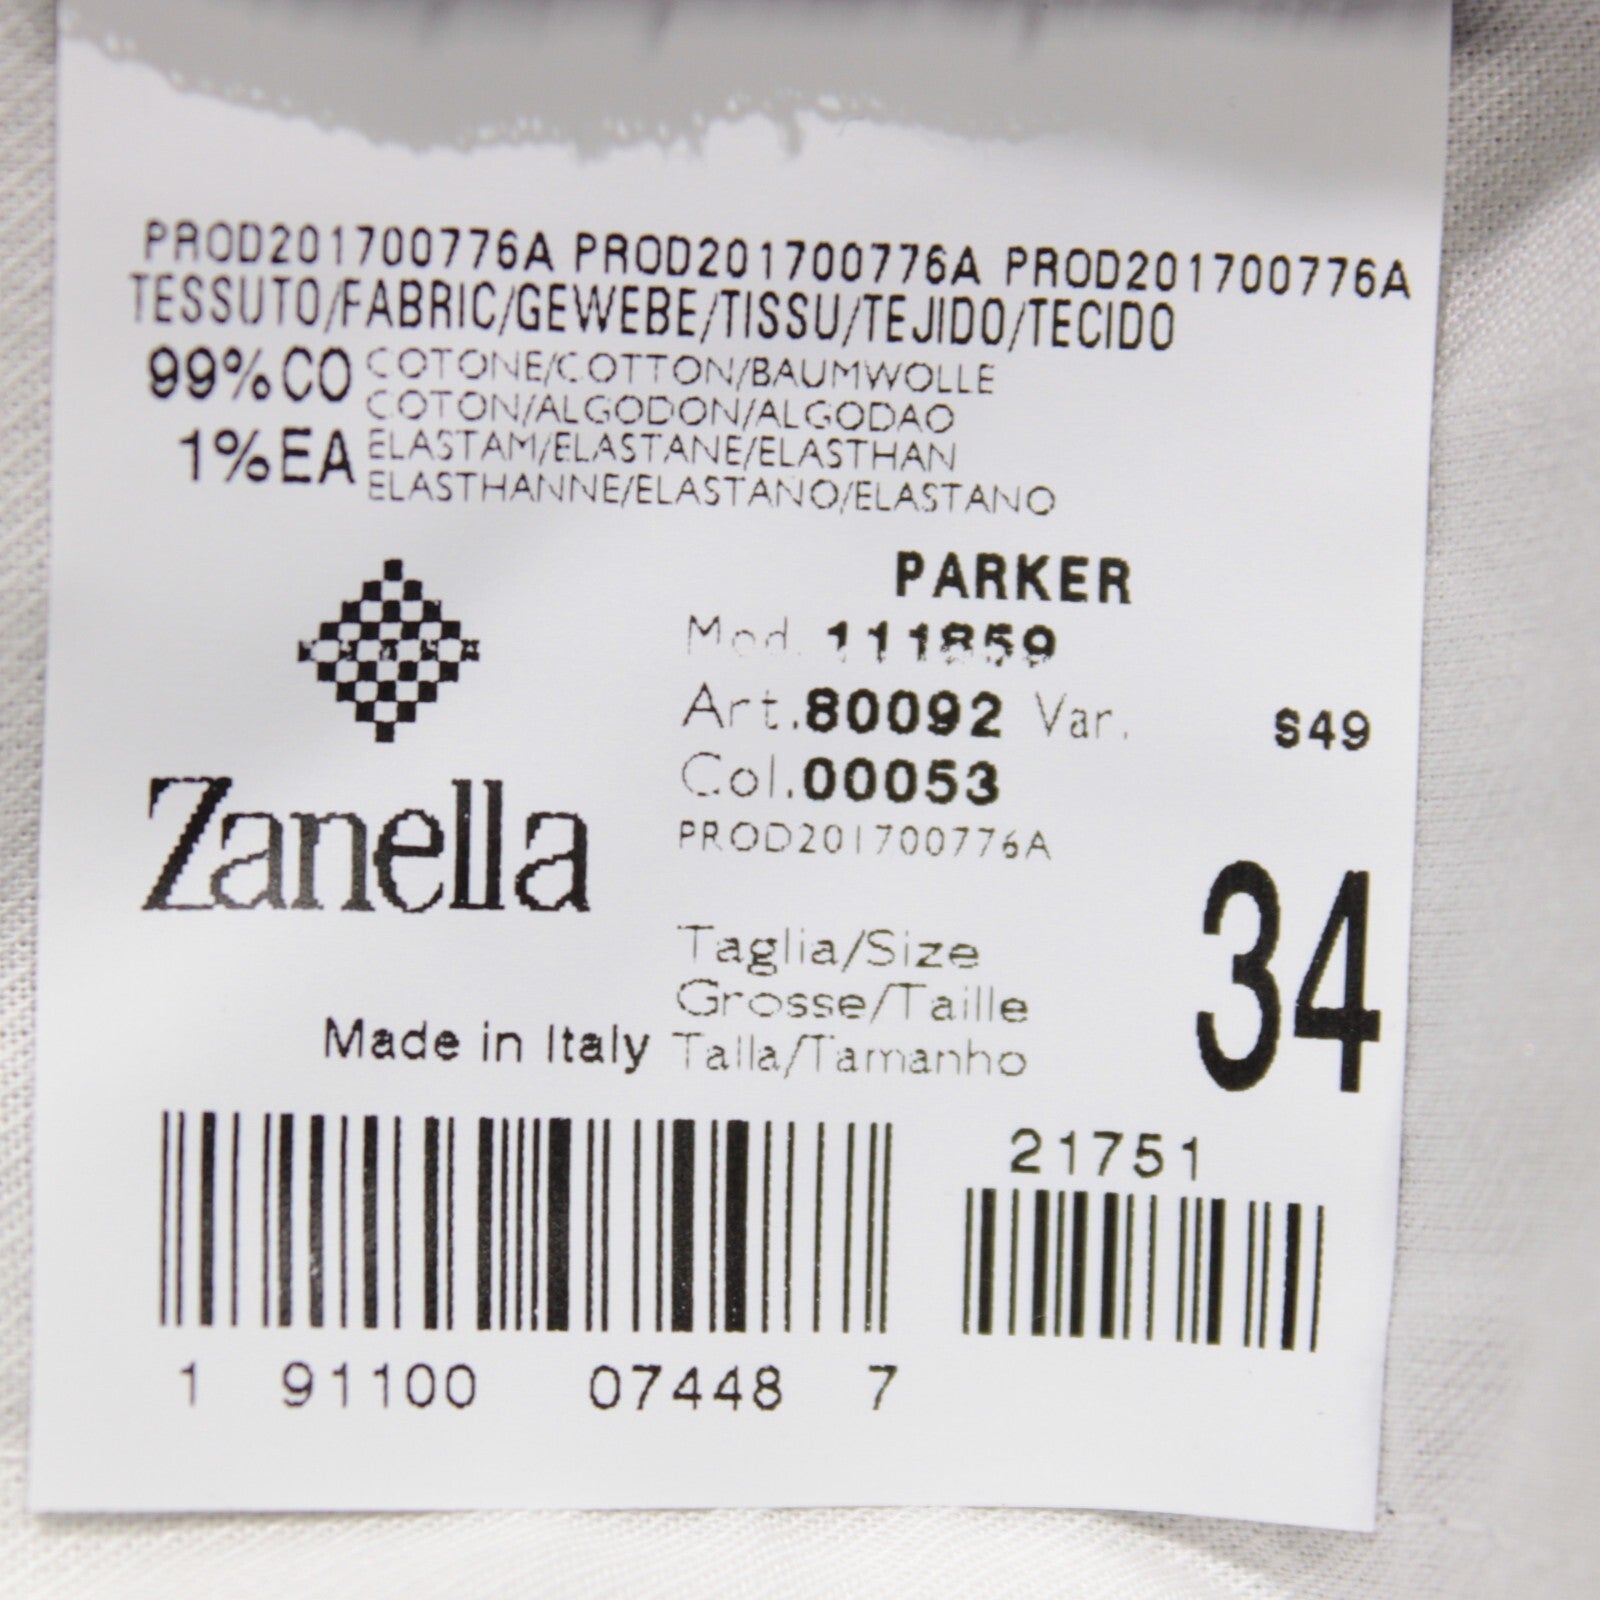 PROD201700776A PROD201700776A PROD201700776A
TESSUTO/FABRIC/GEWEBE/TISSU/TEJIDO/TECIDO
99%CO COTONE/COTTON/BAUMWOLLE
COTON/ALGODON/ALGODAO
1%EA ELASTAM/ELASTANE/ELASTHAN
ELASTHANNE/ELASTANO/ELASTANO
PARKER
Mod. 111859
Art.80092 Var. S49
Col.00053
PROD201700776A
Zanella
34
Taglia/Size
Grosse/Taille
Made in Italy Talla/Tamanho
21751
1 91100 07448 7